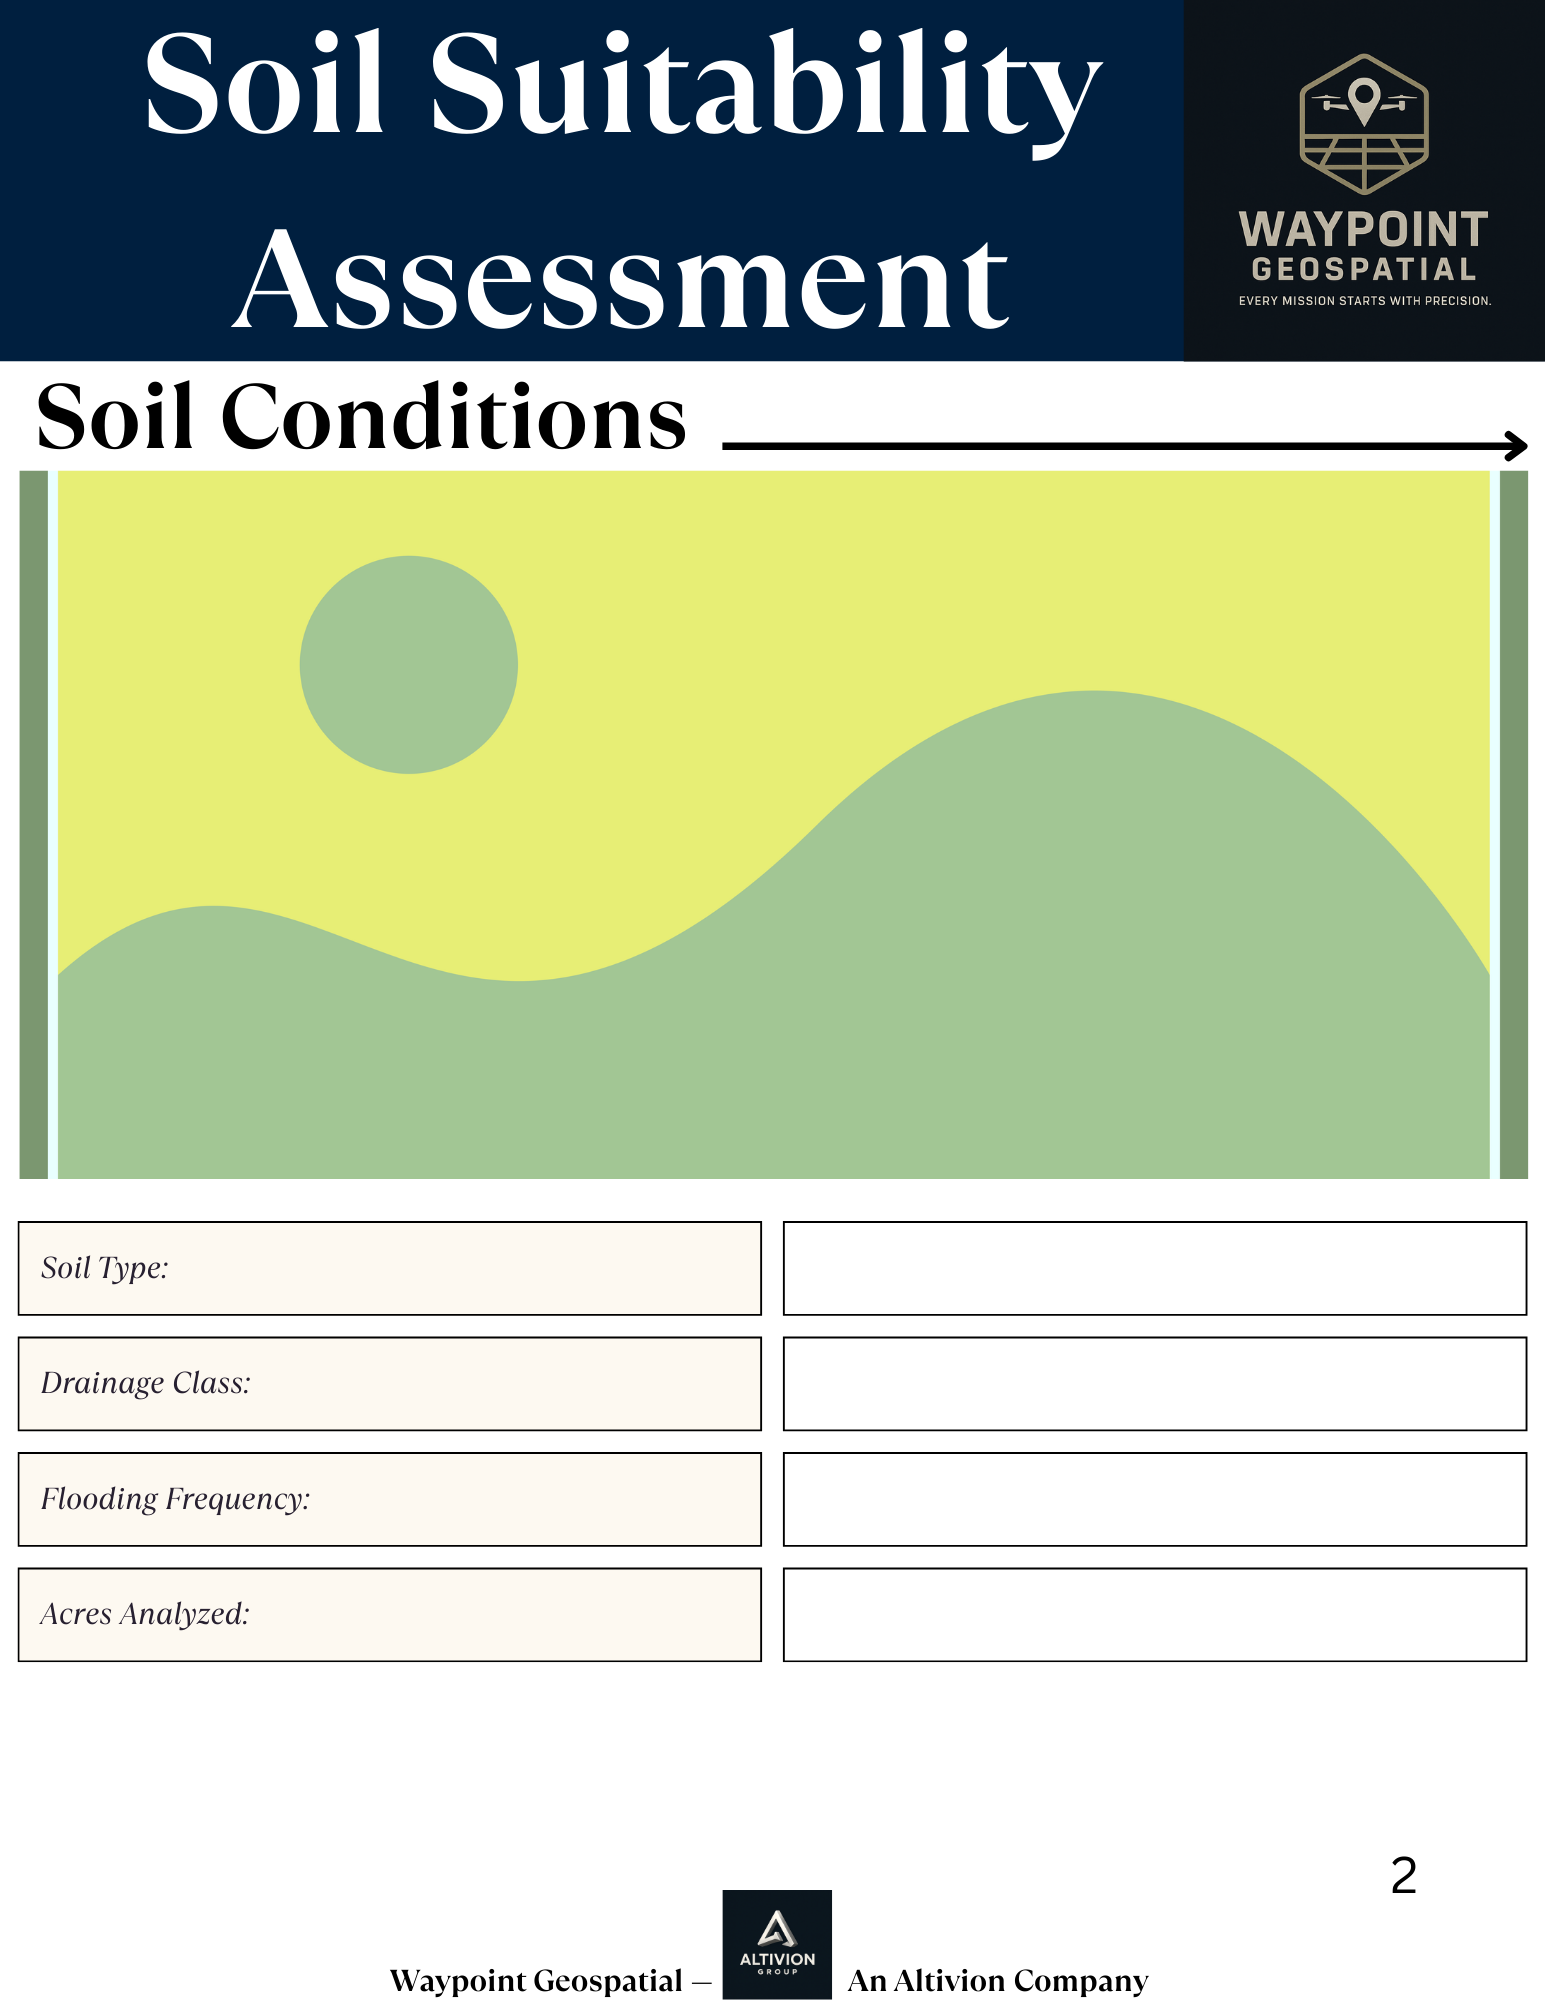 Soil Suitability
Assessment
WAYPOINT
GEOSPATIAL
EVERY MISSION STARTS WITH PRECISION.
Soil Conditions
Soil Type:
Drainage Class:
Flooding Frequency:
Acres Analyzed:
2
ALTIVION
GROUP
Waypoint Geospatial — An Altivion Company